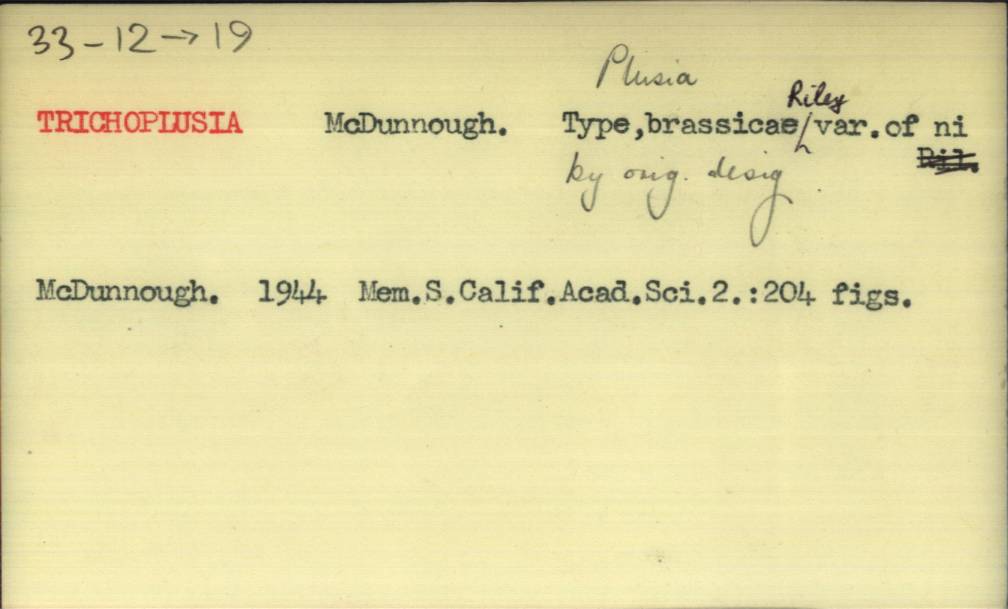 33-12→19
Plusia
Riley
TRICHOPLUSIA McDunnough. Type,brassicae/var.of ni
by orig. desig.
McDunnough. 1944 Mem.S.Calif.Acad.Sci.2.:204 figs.